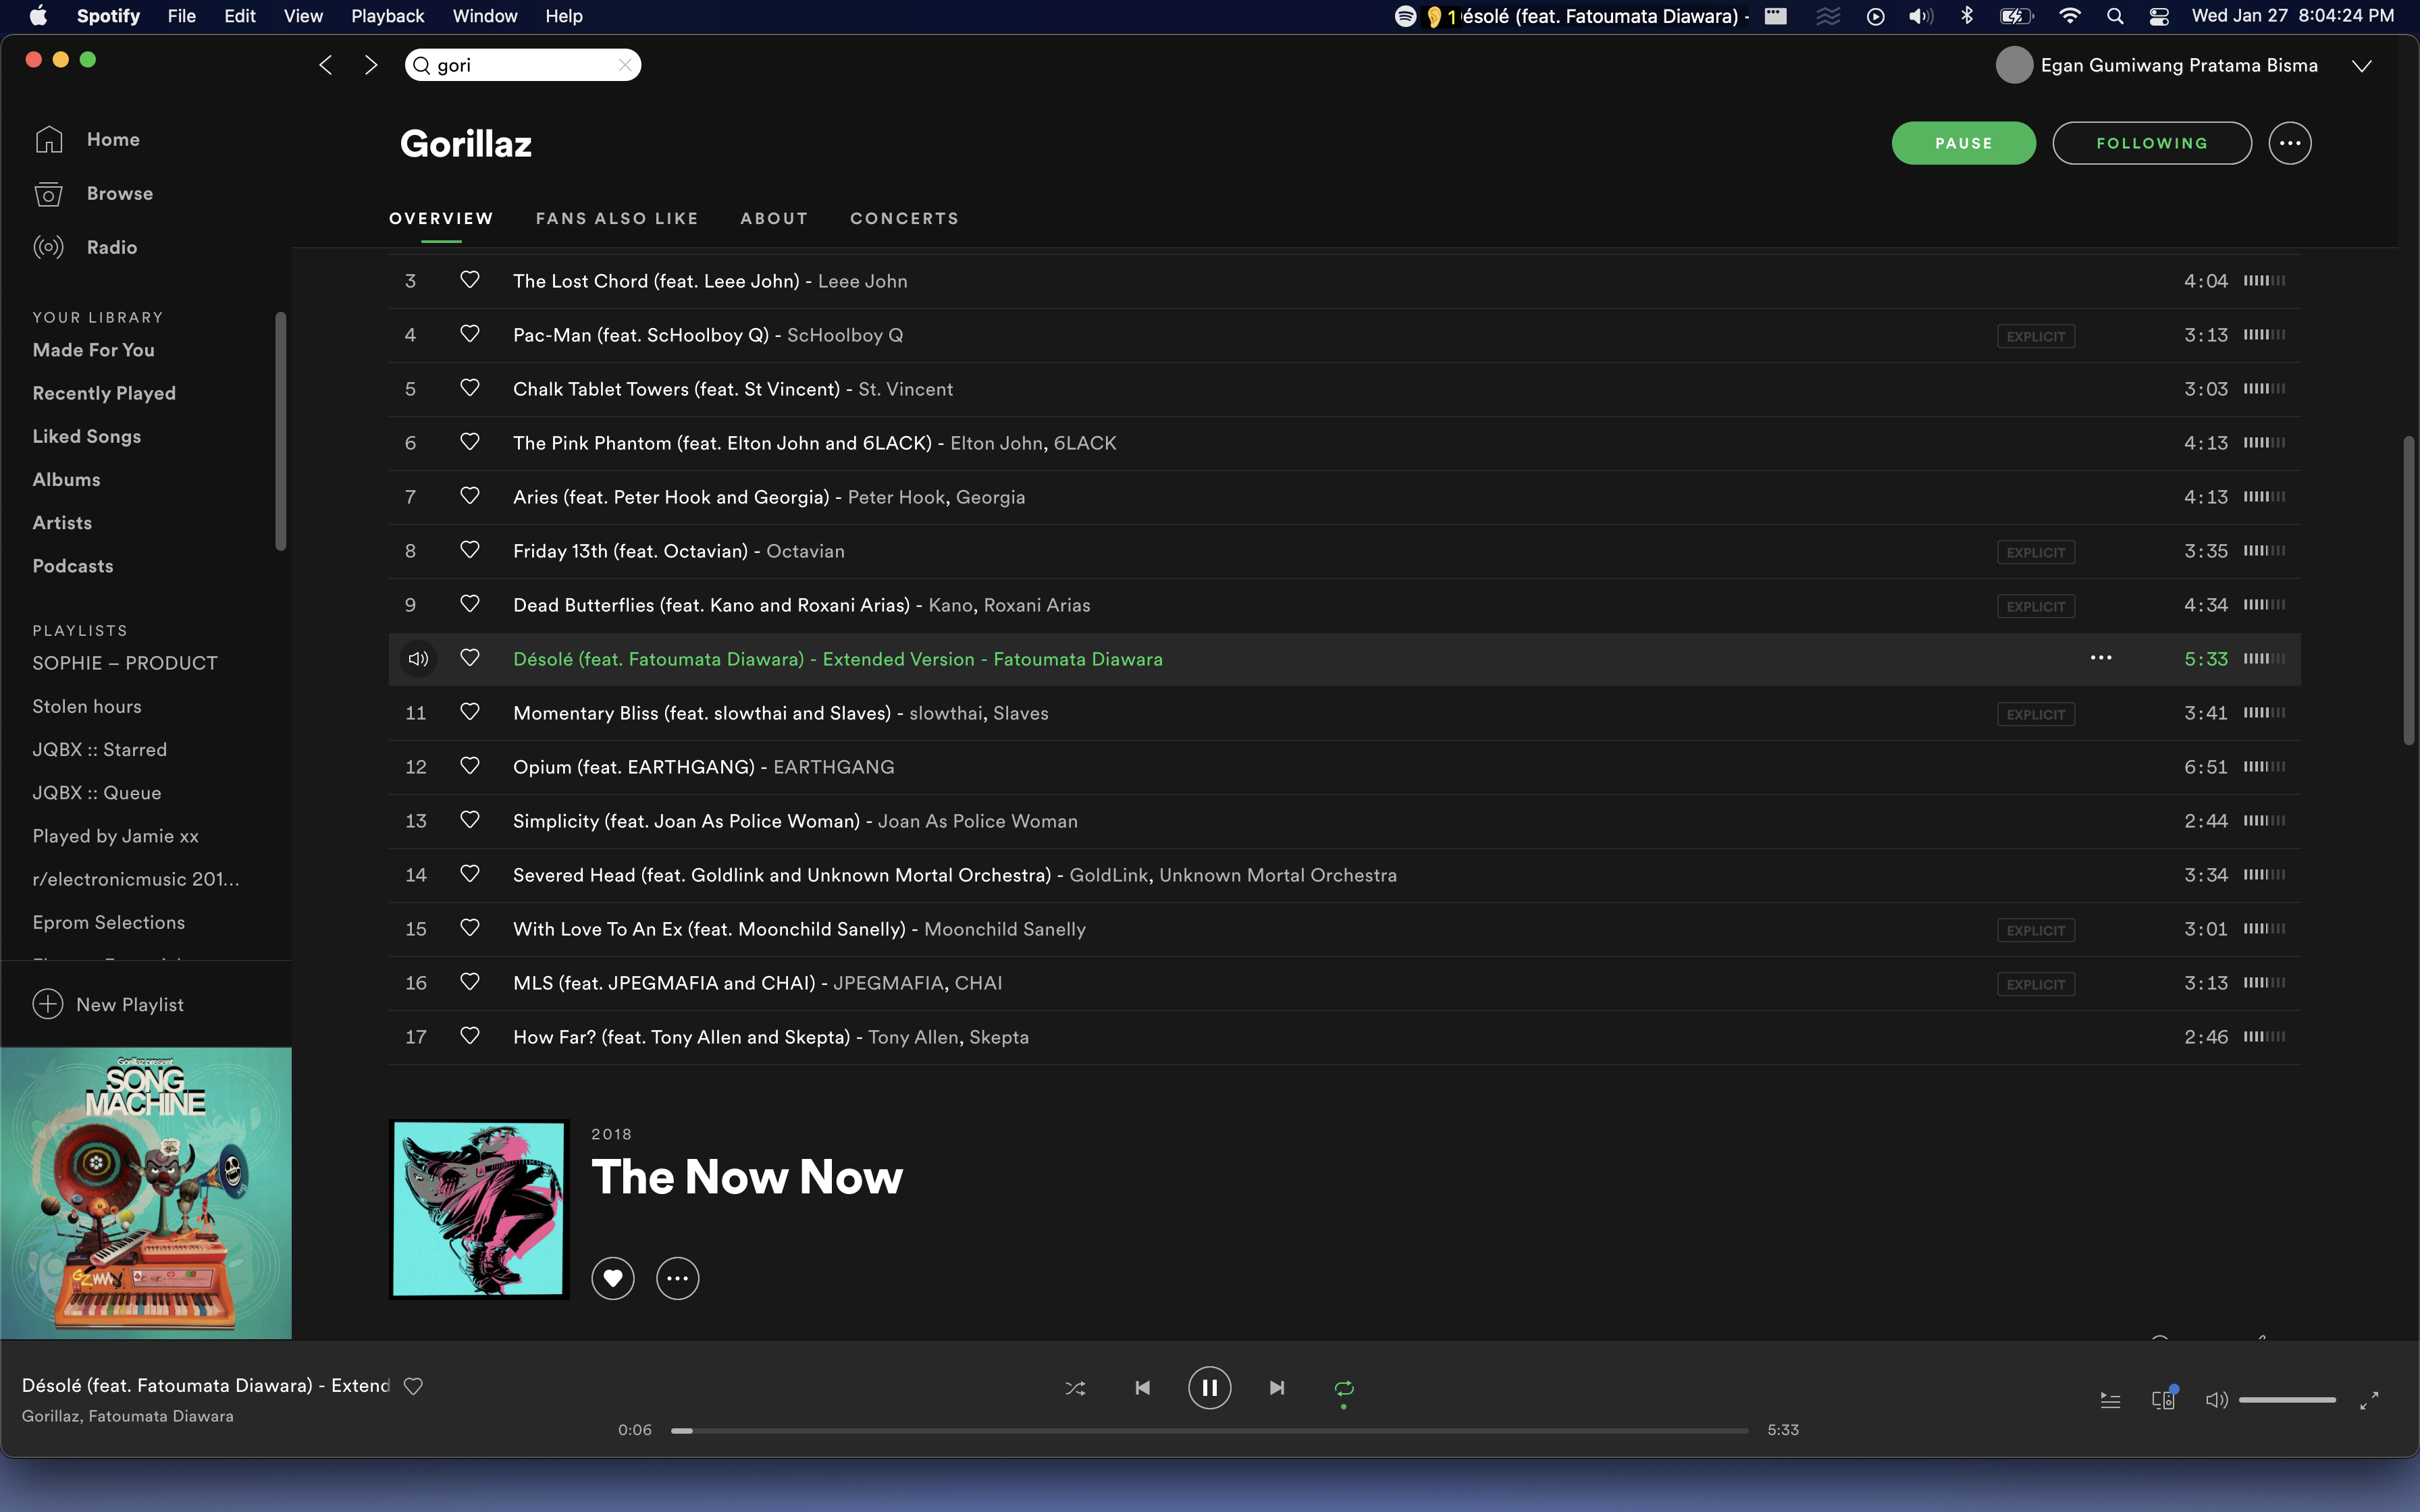 Spotify File Edit View Playback Window Help
1 ésolé (feat. Fatoumata Diawara) -
Wed Jan 27 8:04:24 PM
gori
Egan Gumiwang Pratama Bisma
Home
Browse
Radio
YOUR LIBRARY
Made For You
Recently Played
Liked Songs
Albums
Artists
Podcasts
PLAYLISTS
SOPHIE – PRODUCT
Stolen hours
JQBX :: Starred
JQBX :: Queue
Played by Jamie xx
r/electronicmusic 201...
Eprom Selections
New Playlist
Gorillaz
PAUSE
FOLLOWING
OVERVIEW FANS ALSO LIKE ABOUT CONCERTS
3 The Lost Chord (feat. Leee John) - Leee John 4:04
4 Pac-Man (feat. ScHoolboy Q) - ScHoolboy Q EXPLICIT 3:13
5 Chalk Tablet Towers (feat. St Vincent) - St. Vincent 3:03
6 The Pink Phantom (feat. Elton John and 6LACK) - Elton John, 6LACK 4:13
7 Aries (feat. Peter Hook and Georgia) - Peter Hook, Georgia 4:13
8 Friday 13th (feat. Octavian) - Octavian EXPLICIT 3:35
9 Dead Butterflies (feat. Kano and Roxani Arias) - Kano, Roxani Arias EXPLICIT 4:34
Désolé (feat. Fatoumata Diawara) - Extended Version - Fatoumata Diawara 5:33
11 Momentary Bliss (feat. slowthai and Slaves) - slowthai, Slaves EXPLICIT 3:41
12 Opium (feat. EARTHGANG) - EARTHGANG 6:51
13 Simplicity (feat. Joan As Police Woman) - Joan As Police Woman 2:44
14 Severed Head (feat. Goldlink and Unknown Mortal Orchestra) - GoldLink, Unknown Mortal Orchestra 3:34
15 With Love To An Ex (feat. Moonchild Sanelly) - Moonchild Sanelly EXPLICIT 3:01
16 MLS (feat. JPEGMAFIA and CHAI) - JPEGMAFIA, CHAI EXPLICIT 3:13
17 How Far? (feat. Tony Allen and Skepta) - Tony Allen, Skepta 2:46
2018
The Now Now
Gorillaz present
SONG
MACHINE
Désolé (feat. Fatoumata Diawara) - Extend
Gorillaz, Fatoumata Diawara
0:06
5:33